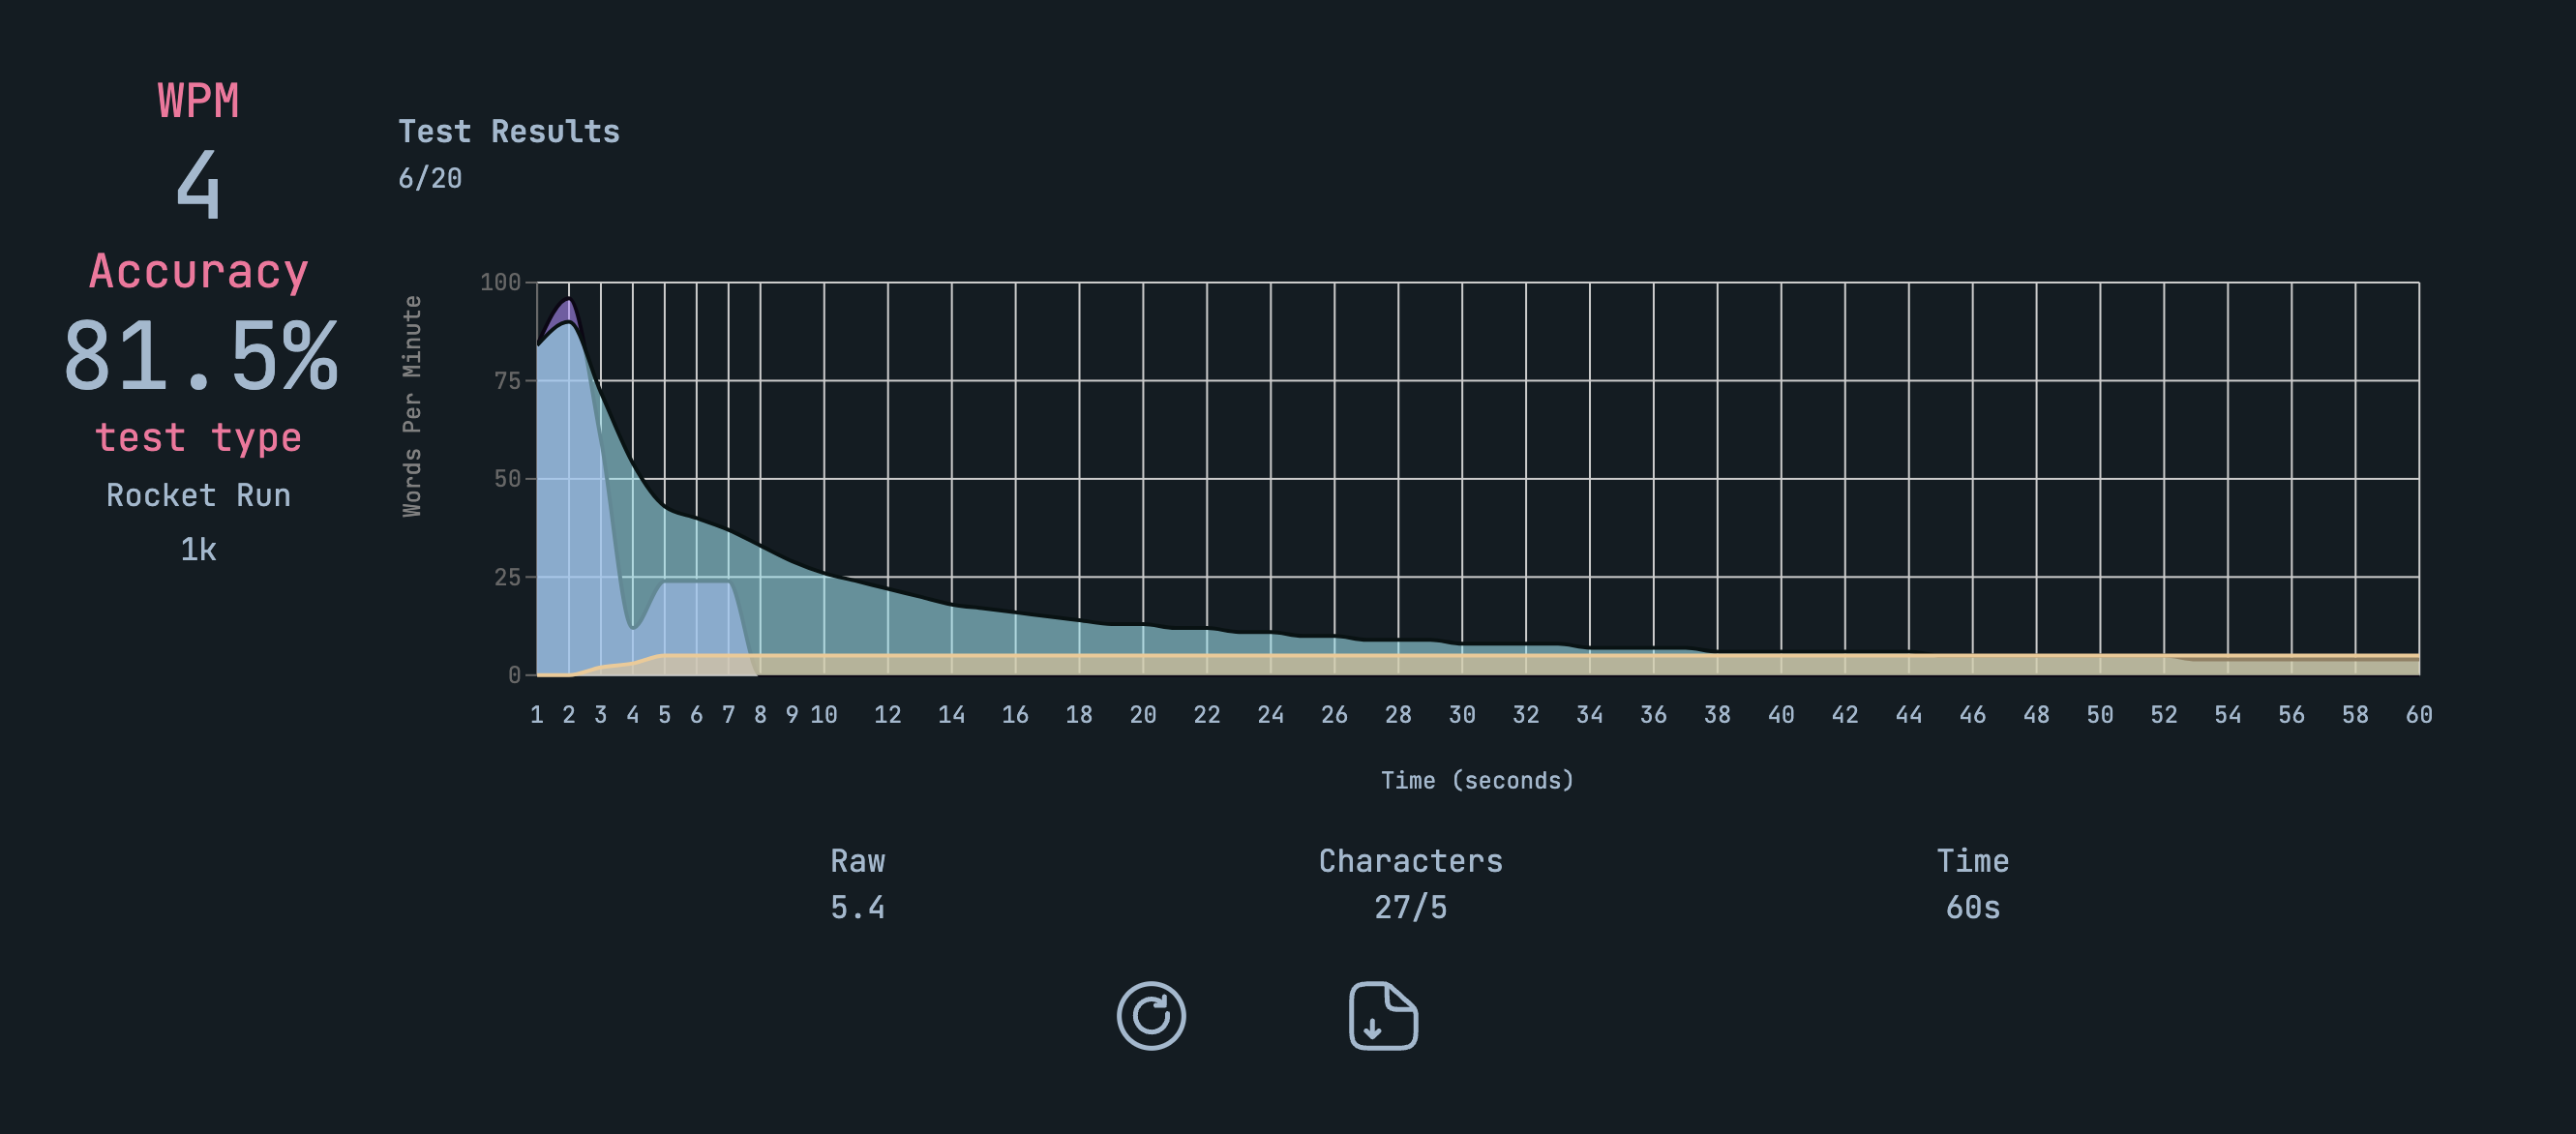 WPM
4
Accuracy
81.5%
test type
Rocket Run
1k
Test Results
6/20
Words Per Minute
100
75
50
25
0
1 2 3 4 5 6 7 8 9 10 12 14 16 18 20 22 24 26 28 30 32 34 36 38 40 42 44 46 48 50 52 54 56 58 60
Time (seconds)
Raw Characters Time
5.4 27/5 60s